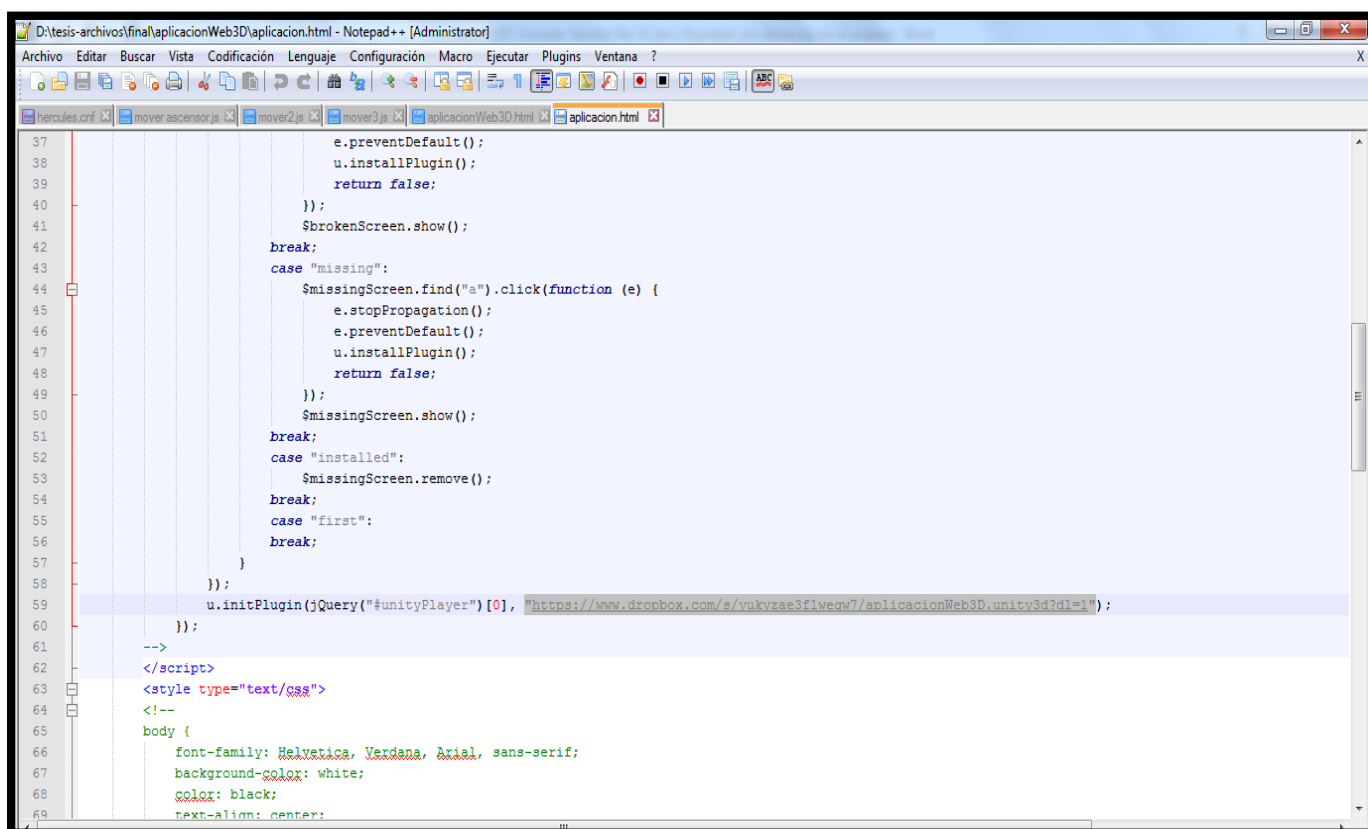 D:\tesis-archivos\final\aplicacionWeb3D\aplicacion.html - Notepad++ [Administrator]
Archivo Editar Buscar Vista Codificación Lenguaje Configuración Macro Ejecutar Plugins Ventana ? X
ABC
hercules.cnf mover ascensor.js mover2.js mover3.js aplicacionWeb3D.html aplicacion.html
37 e.preventDefault();
38 u.installPlugin();
39 return false;
40 });
41 $brokenScreen.show();
42 break;
43 case "missing":
44 $missingScreen.find("a").click(function (e) {
45 e.stopPropagation();
46 e.preventDefault();
47 u.installPlugin();
48 return false;
49 });
50 $missingScreen.show();
51 break;
52 case "installed":
53 $missingScreen.remove();
54 break;
55 case "first":
56 break;
57 }
58 });
59 u.initPlugin(jQuery("#unityPlayer")[0], "https://www.dropbox.com/s/yukyzae3f1wegw7/aplicacionWeb3D.unity3d?dl=1");
60 });
61 -->
62 </script>
63 <style type="text/css">
64 <!--
65 body {
66 font-family: Helvetica, Verdana, Arial, sans-serif;
67 background-color: white;
68 color: black;
69 text-align: center;